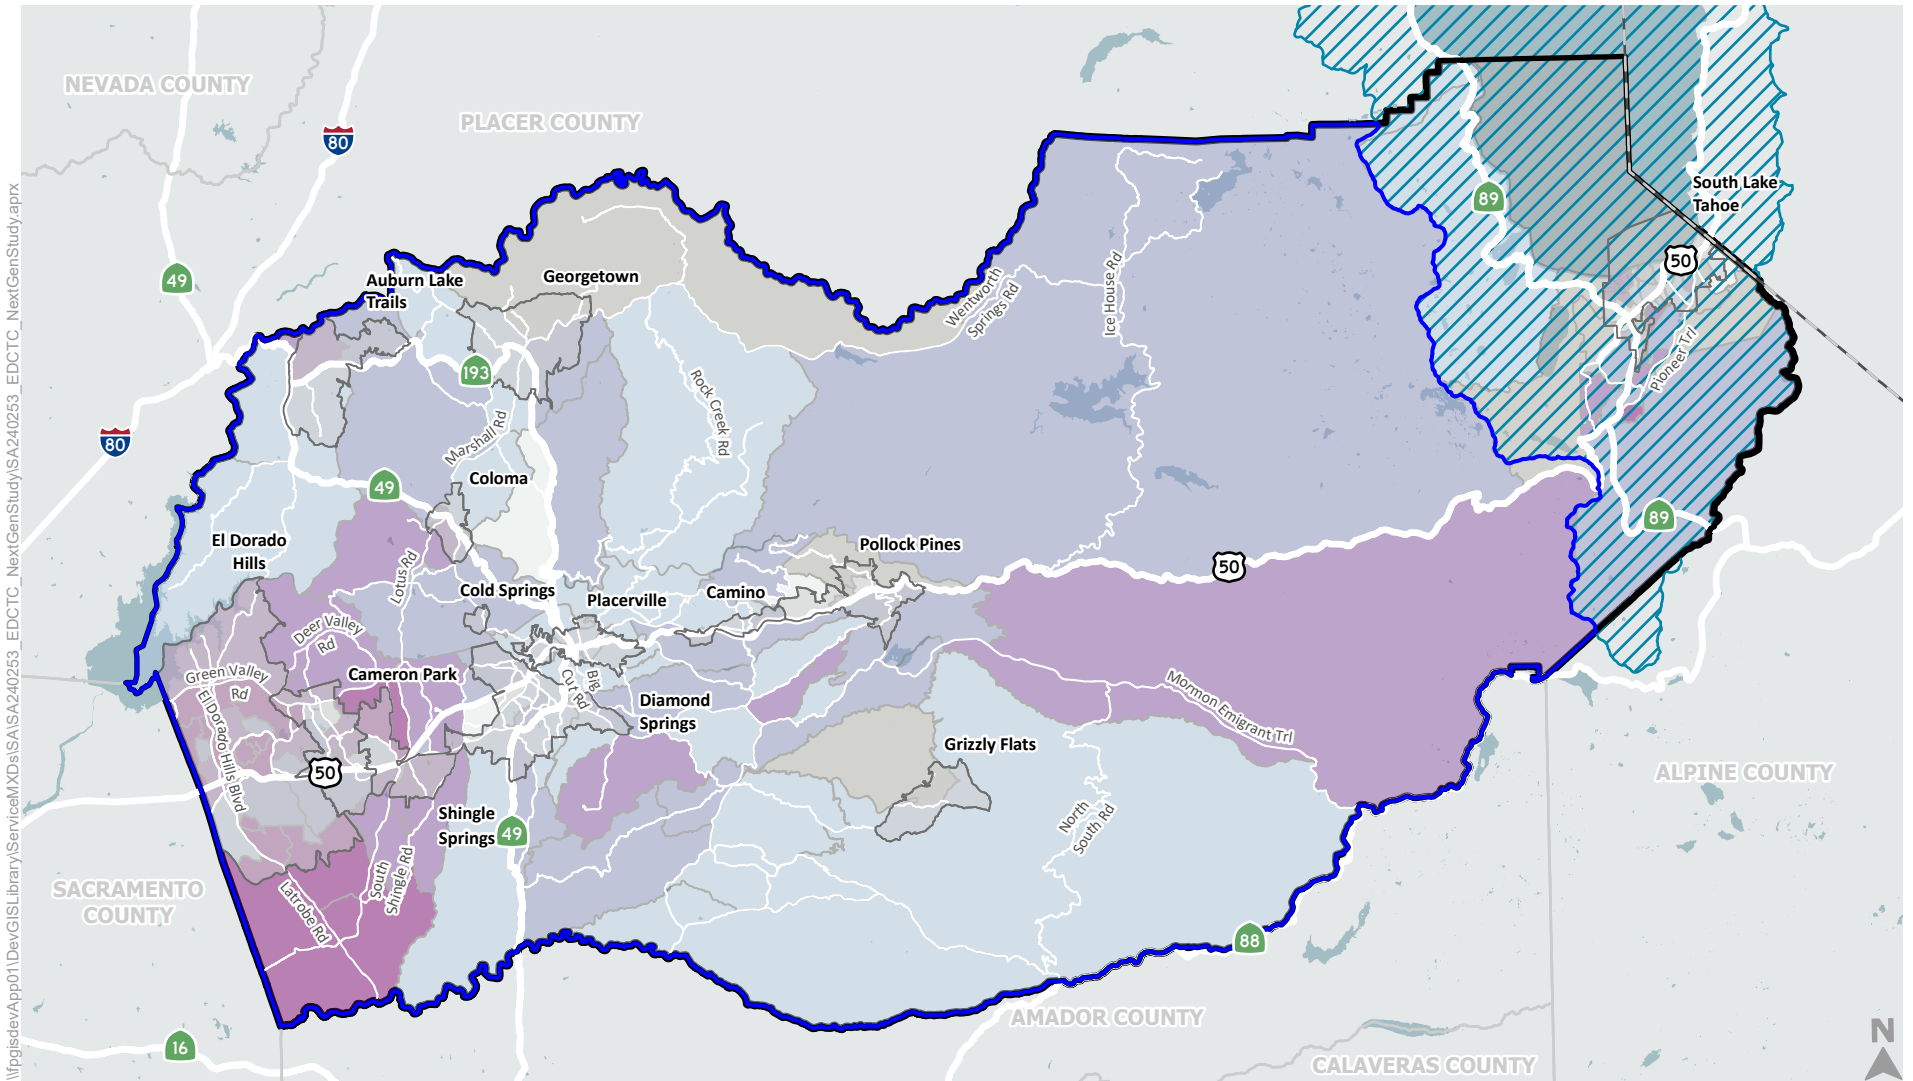 NEVADA COUNTY
PLACER COUNTY
80
49
80
Auburn Lake
Trails
Georgetown
193
Wentworth
Springs Rd
Ice House Rd
89
South Lake
Tahoe
50
Pioneer Trl
Rock Creek Rd
Marshall Rd
Coloma
49
El Dorado
Hills
Lotus Rd
Cold Springs
Placerville
Camino
Pollock Pines
50
89
Deer Valley
Rd
Green Valley
Rd
El Dorado Hills Blvd
Cameron Park
Big
Cut Rd
Diamond
Springs
Mormon Emigrant Trl
Grizzly Flats
50
Shingle
Springs
49
North
South Rd
South
Shingle Rd
Latrobe Rd
ALPINE COUNTY
SACRAMENTO
COUNTY
88
AMADOR COUNTY
16
CALAVERAS COUNTY
N
\\fpgisdevApp01\DevGISLibrary\ServiceMXDs\SA\SA240253_EDCTC_NextGenStudy\SA240253_EDCTC_NextGenStudy.aprx